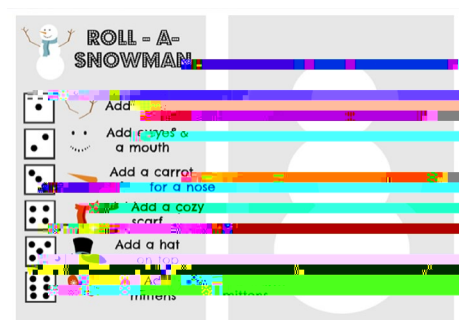 ROLL - A-
SNOWMAN
Add
Add eyes &
a mouth
Add a carrot
for a nose
Add a cozy
scarf
Add a hat
on top
mittens
mittens